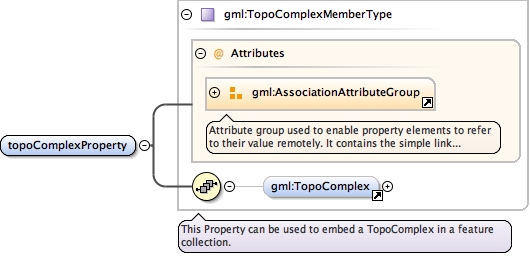 gml:TopoComplexMemberType
@ Attributes
gml:AssociationAttributeGroup
Attribute group used to enable property elements to refer
to their value remotely. It contains the simple link...
topoComplexProperty
gml:TopoComplex
This Property can be used to embed a TopoComplex in a feature
collection.